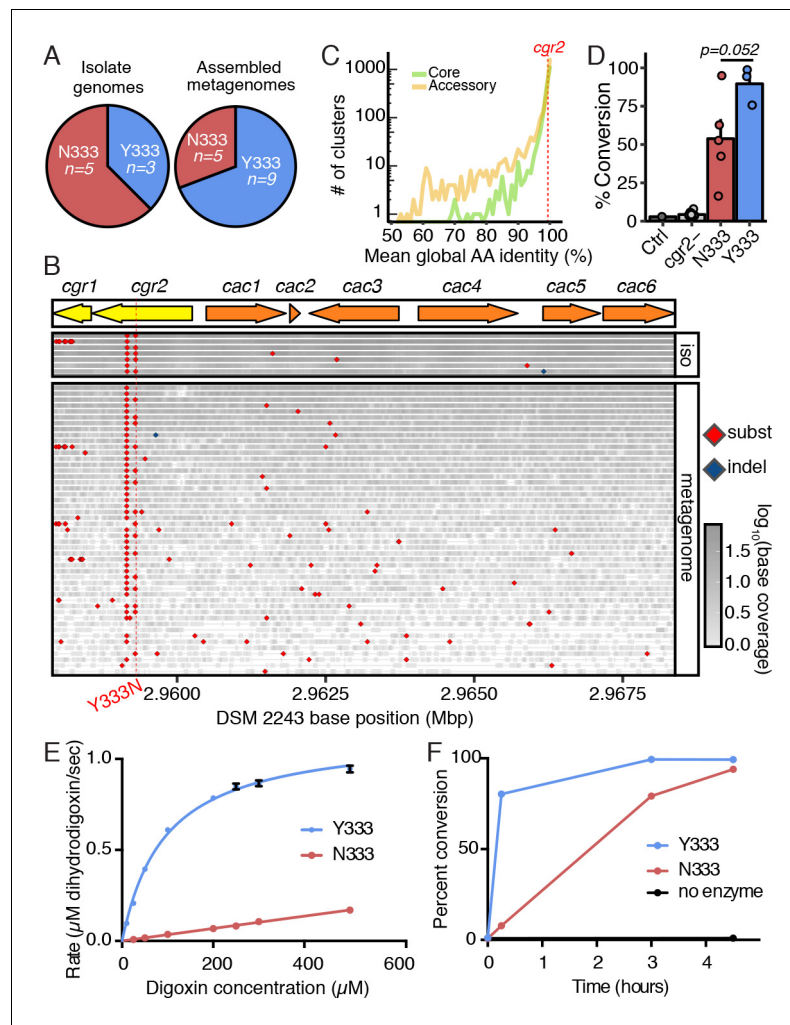 A
Isolate genomes
N333 n=5
Y333 n=3
Assembled metagenomes
N333 n=5
Y333 n=9
C
cgr2
Core
Accessory
# of clusters
1000
100
10
1
50 60 70 80 90 100
Mean global AA identity (%)
D
p=0.052
% Conversion
100
75
50
25
0
Ctrl
cgr2–
N333
Y333
B
cgr1 cgr2 cac1 cac2 cac3 cac4 cac5 cac6
iso
metagenome
subst
indel
log10(base coverage)
1.5
1.0
0.5
0.0
Y333N
2.9600 2.9625 2.9650 2.9675
DSM 2243 base position (Mbp)
E
Rate (µM dihydrodigoxin/sec)
1.0
0.5
0.0
Y333
N333
0 200 400 600
Digoxin concentration (µM)
F
Percent conversion
100
50
0
Y333
N333
no enzyme
0 1 2 3 4
Time (hours)